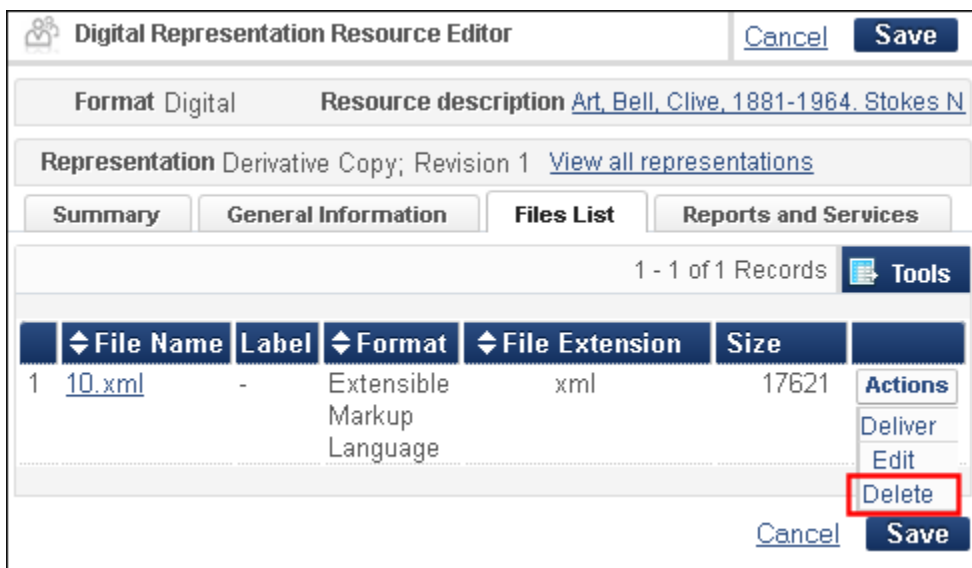 Digital Representation Resource Editor Cancel Save
Format Digital Resource description Art, Bell, Clive, 1881-1964. Stokes N
Representation Derivative Copy; Revision 1 View all representations
Summary General Information Files List Reports and Services
1 - 1 of 1 Records Tools
File Name Label Format File Extension Size
1 10.xml - Extensible xml 17621 Actions
Markup Deliver
Language Edit
Delete
Cancel Save